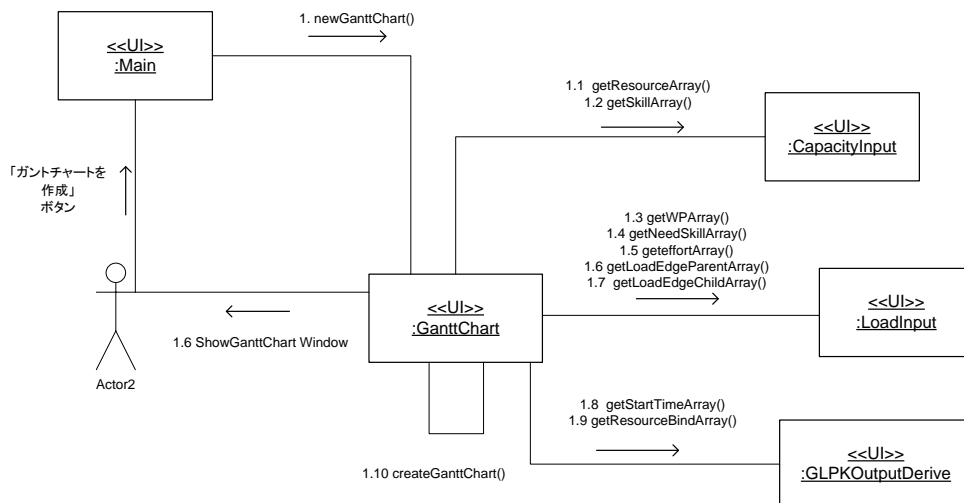 1. newGanttChart()
<<UI>>
:Main
1.1 getResourceArray()
1.2 getSkillArray()
<<UI>>
:CapacityInput
「ガントチャートを
作成」
ボタン
1.3 getWPArray()
1.4 getNeedSkillArray()
1.5 geteffortArray()
1.6 getLoadEdgeParentArray()
1.7 getLoadEdgeChildArray()
<<UI>>
:LoadInput
<<UI>>
:GanttChart
1.6 ShowGanttChart Window
Actor2
1.8 getStartTimeArray()
1.9 getResourceBindArray()
<<UI>>
:GLPKOutputDerive
1.10 createGanttChart()